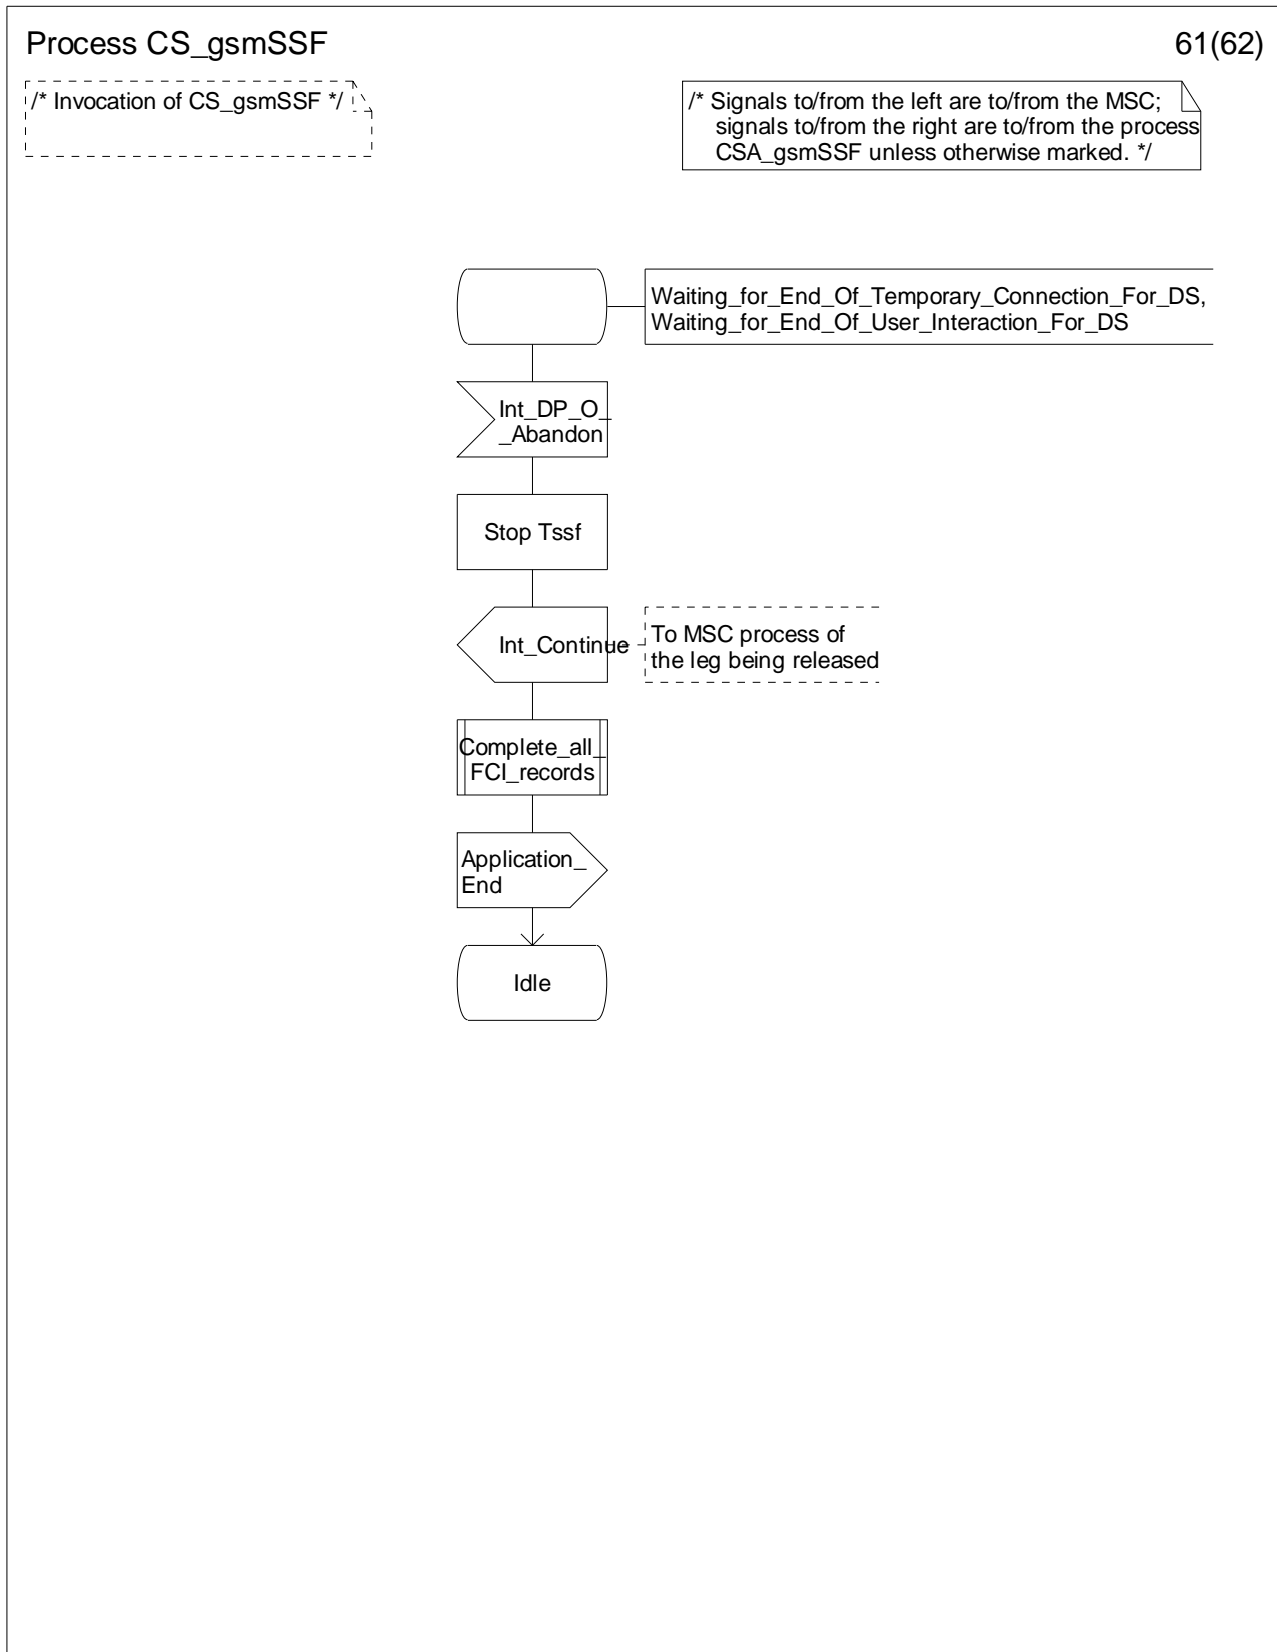 Process CS_gsmSSF
61(62)
/* Invocation of CS_gsmSSF */
/* Signals to/from the left are to/from the MSC;
signals to/from the right are to/from the process
CSA_gsmSSF unless otherwise marked. */
Waiting_for_End_Of_Temporary_Connection_For_DS,
Waiting_for_End_Of_User_Interaction_For_DS
Int_DP_O_
_Abandon
Stop Tssf
Int_Continue
To MSC process of
the leg being released
Complete_all_
FCI_records
Application_
End
Idle